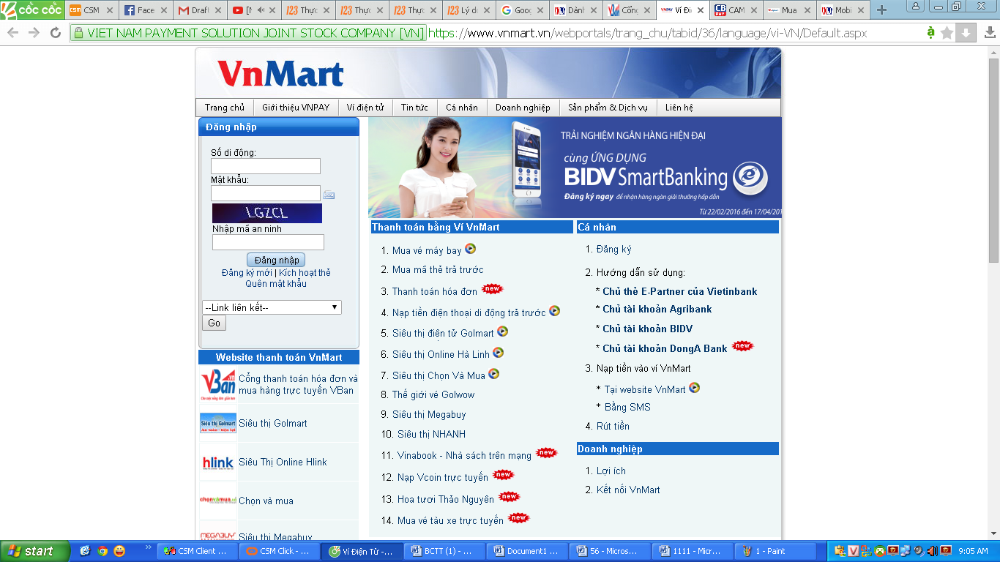 cốc cốc
CSM
Face
Draft
[
Thực
Thực
Thực
Lý do
Goog
Dành
Cổng
Ví Đi
CAM
Mua
Mobi
VIET NAM PAYMENT SOLUTION JOINT STOCK COMPANY [VN] https://www.vnmart.vn/webportals/trang_chu/tabid/36/language/vi-VN/Default.aspx
VnMart
Trang chủ Giới thiệu VNPAY Ví điện tử Tin tức Cá nhân Doanh nghiệp Sản phẩm & Dịch vụ Liên hệ
Đăng nhập
Số di động:
Mật khẩu:
LGZCL
Nhập mã an ninh
Đăng nhập
Đăng ký mới | Kích hoạt thẻ
Quên mật khẩu
--Link liên kết--
Go
Website thanh toán VnMart
VBan.vn
Cổng thanh toán hóa đơn và
mua hàng trực tuyến VBan
Siêu thị Golmart
An toàn - tiện lợi
Siêu thị Golmart
hlink
Siêu Thị Online Hlink
chonvàmua
Chọn và mua
MEGABUY
Siêu thị Megabuy
TRẢI NGHIỆM NGÂN HÀNG HIỆN ĐẠI
cùng ỨNG DỤNG
BIDV SmartBanking
Đăng ký ngay để nhận hàng ngàn giải thưởng hấp dẫn
Từ 22/02/2016 đến 17/04/201
Thanh toán bằng Ví VnMart
1. Mua vé máy bay
2. Mua mã thẻ trả trước
3. Thanh toán hóa đơn new
4. Nạp tiền điện thoại di động trả trước
5. Siêu thị điện tử Golmart
6. Siêu thị Online Hà Linh
7. Siêu thị Chọn Và Mua
8. Thế giới vé Golwow
9. Siêu thị Megabuy
10. Siêu thị NHANH
11. Vinabook - Nhà sách trên mạng new
12. Nạp Vcoin trực tuyến new
13. Hoa tươi Thảo Nguyên new
14. Mua vé tàu xe trực tuyến new
Cá nhân
1. Đăng ký
2. Hướng dẫn sử dụng:
* Chủ thẻ E-Partner của Vietinbank
* Chủ tài khoản Agribank
* Chủ tài khoản BIDV
* Chủ tài khoản DongA Bank new
3. Nạp tiền vào ví VnMart
* Tại website VnMart
* Bằng SMS
4. Rút tiền
Doanh nghiệp
1. Lợi ích
2. Kết nối VnMart
start
CSM Client ...
CSM Click - ...
Ví Điện Tử -...
BCTT (1) - ...
Document1 ...
56 - Micros...
1111 - Micr...
1 - Paint
9:05 AM